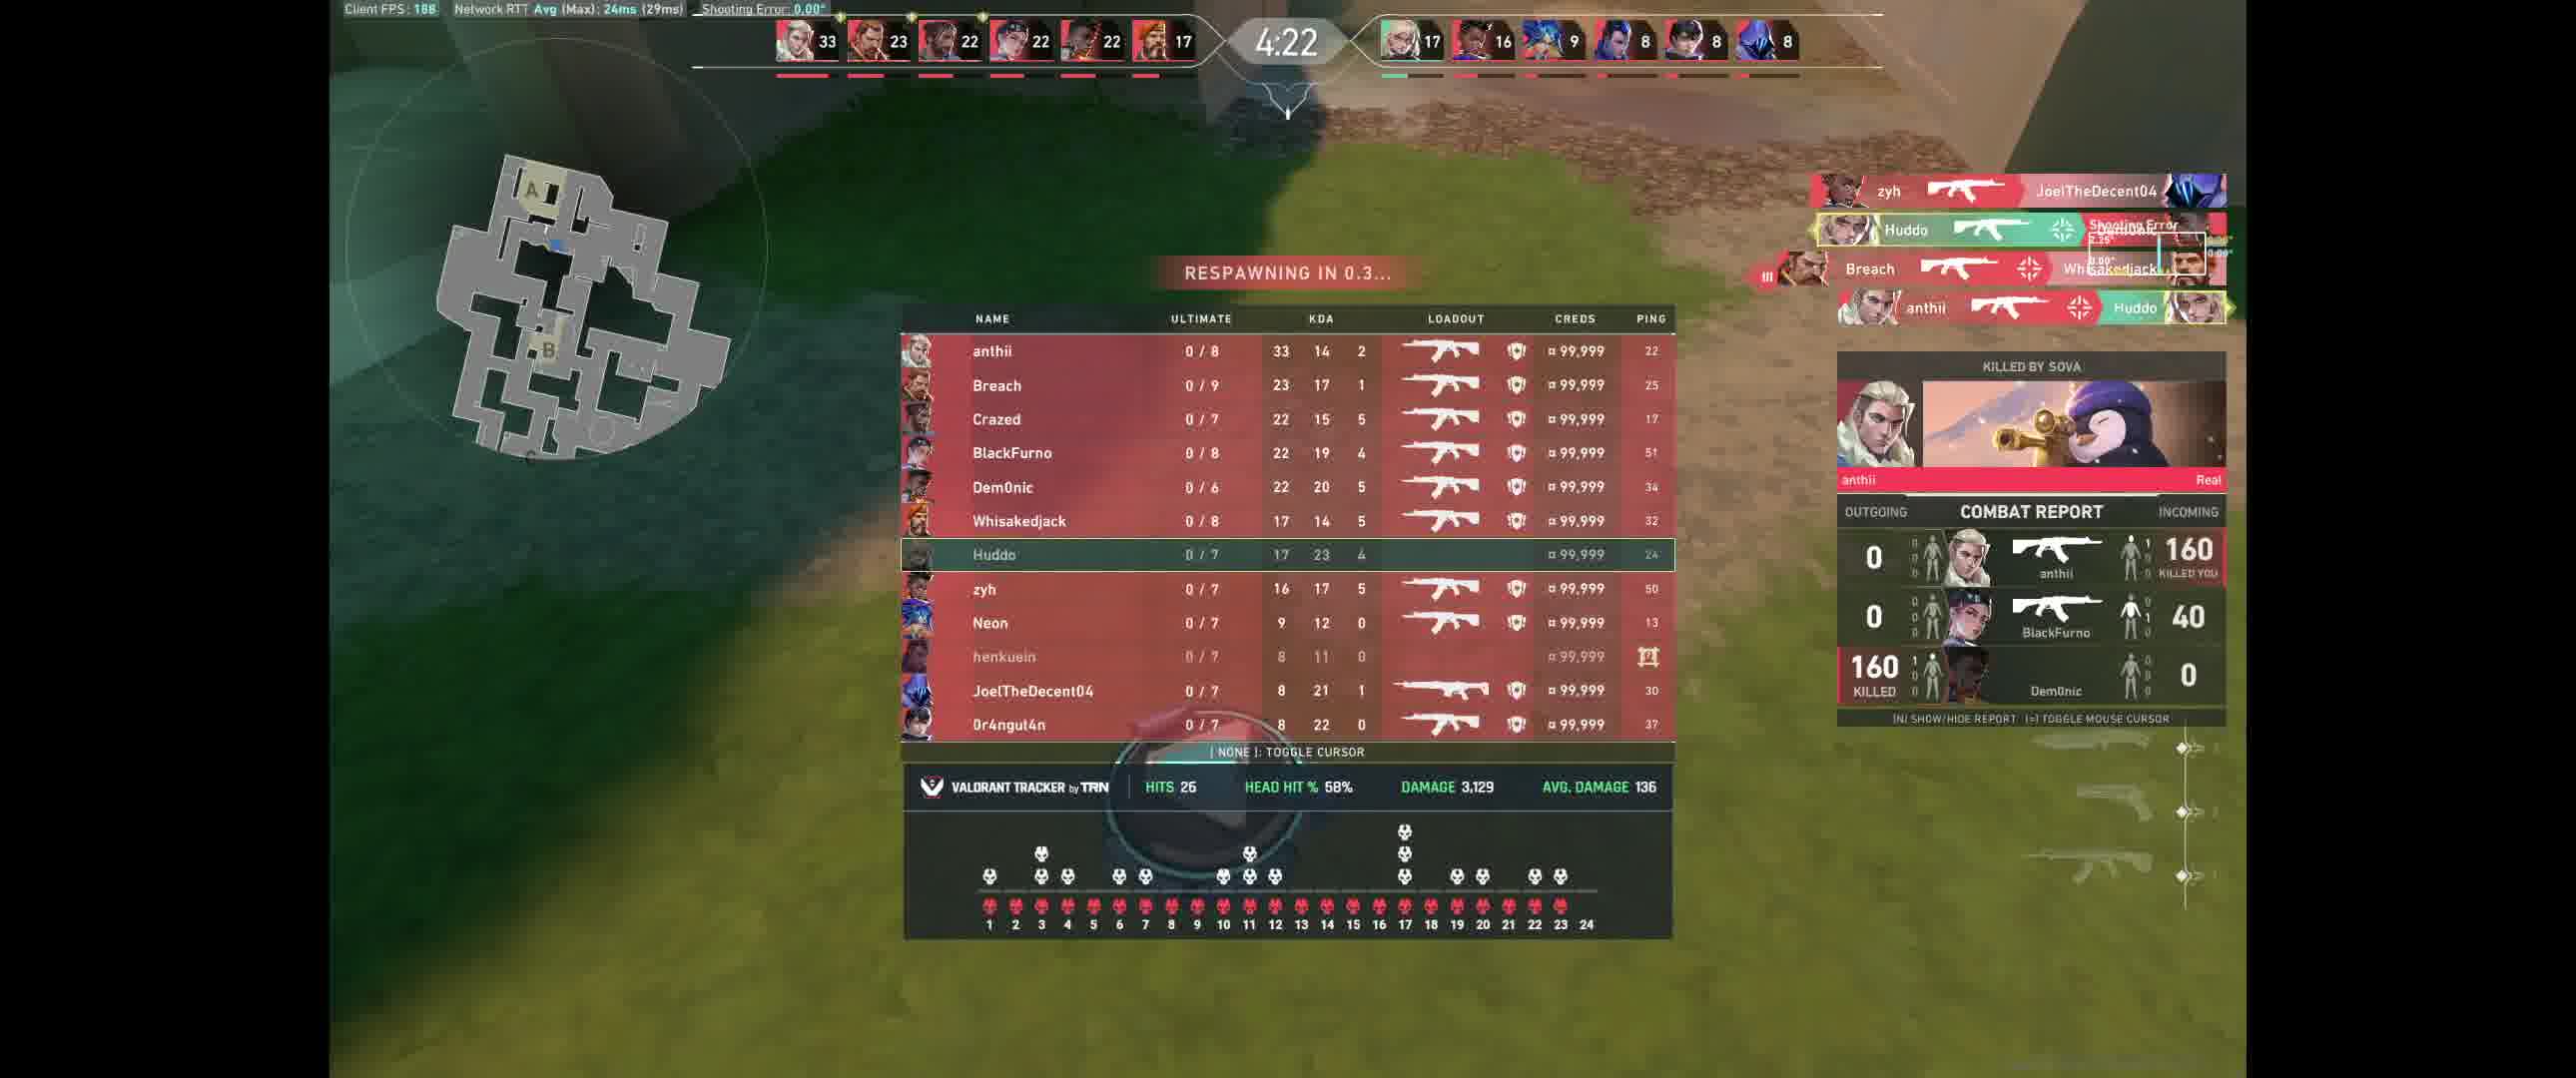 Client FPS: 188 Network RTT Avg (Max): 24ms (29ms) Shooting Error: 0.00°
33 23 22 22 22 17 4:22 17 16 9 8 8 8
A
B
C
zyh JoelTheDecent04
Huddo
Shooting Error
2.25°
0.00°
Breach Whisakedjack
anthii Huddo
RESPAWNING IN 0.3...
NAME ULTIMATE KDA LOADOUT CREDS PING
anthii 0 / 8 33 14 2 ¤ 99,999 22
Breach 0 / 9 23 17 1 ¤ 99,999 25
Crazed 0 / 7 22 15 5 ¤ 99,999 17
BlackFurno 0 / 8 22 19 4 ¤ 99,999 51
Dem0nic 0 / 6 22 20 5 ¤ 99,999 34
Whisakedjack 0 / 8 17 14 5 ¤ 99,999 32
Huddo 0 / 7 17 23 4 ¤ 99,999 24
zyh 0 / 7 16 17 5 ¤ 99,999 50
Neon 0 / 7 9 12 0 ¤ 99,999 13
henkuein 0 / 7 8 11 0 ¤ 99,999
JoelTheDecent04 0 / 7 8 21 1 ¤ 99,999 30
0r4ngut4n 0 / 7 8 22 0 ¤ 99,999 37
[ NONE ]: TOGGLE CURSOR
VALORANT TRACKER by TRN HITS 26 HEAD HIT % 58% DAMAGE 3,129 AVG. DAMAGE 136
1 2 3 4 5 6 7 8 9 10 11 12 13 14 15 16 17 18 19 20 21 22 23 24
KILLED BY SOVA
anthii Real
OUTGOING COMBAT REPORT INCOMING
0 anthii 160
KILLED YOU
0 BlackFurno 40
160 Dem0nic 0
KILLED
[N] SHOW/HIDE REPORT [=] TOGGLE MOUSE CURSOR